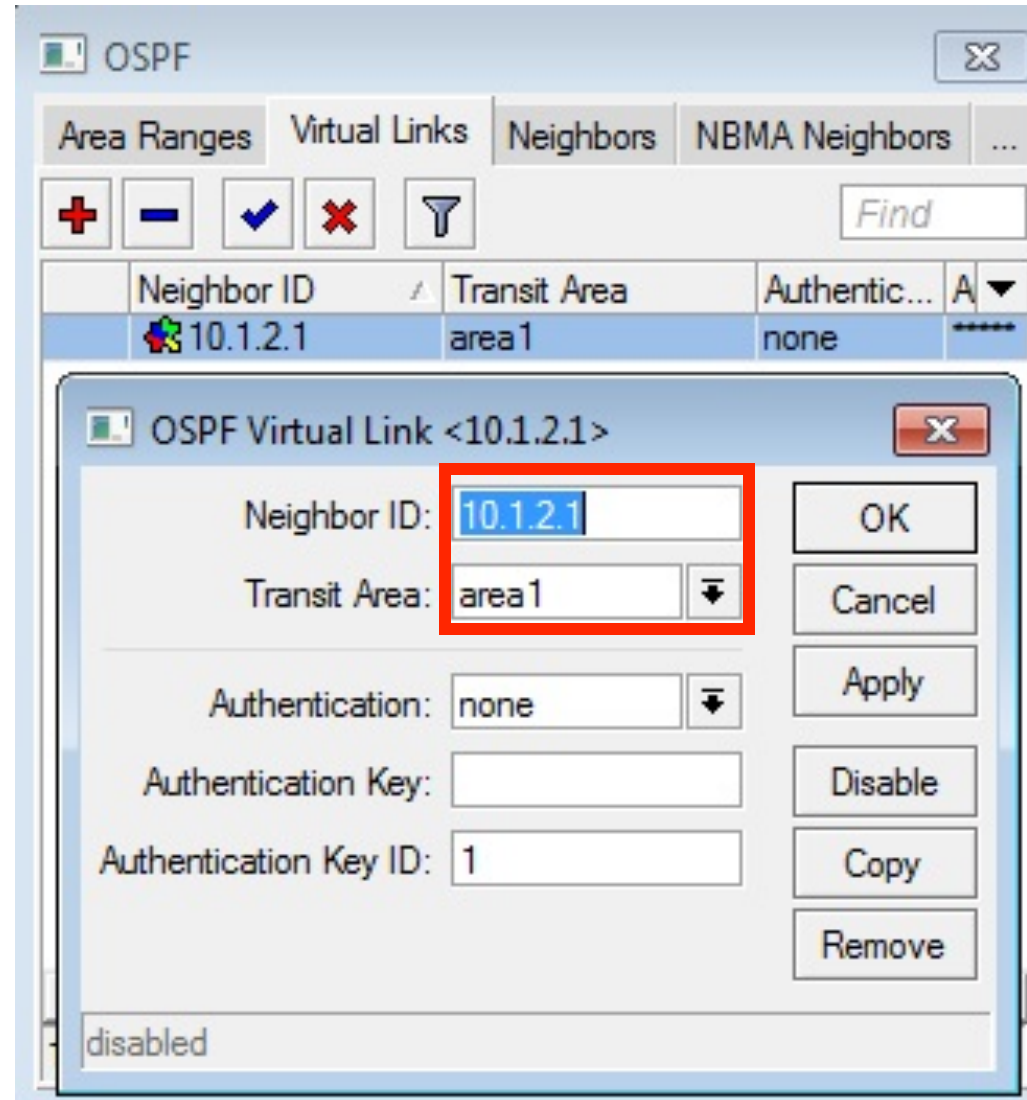 OSPF
Area Ranges Virtual Links Neighbors NBMA Neighbors ...
Find
Neighbor ID Transit Area Authentic... A
10.1.2.1 area1 none *****
OSPF Virtual Link <10.1.2.1>
Neighbor ID: 10.1.2.1 OK
Transit Area: area1 Cancel
Authentication: none Apply
Authentication Key: Disable
Authentication Key ID: 1 Copy
Remove
disabled